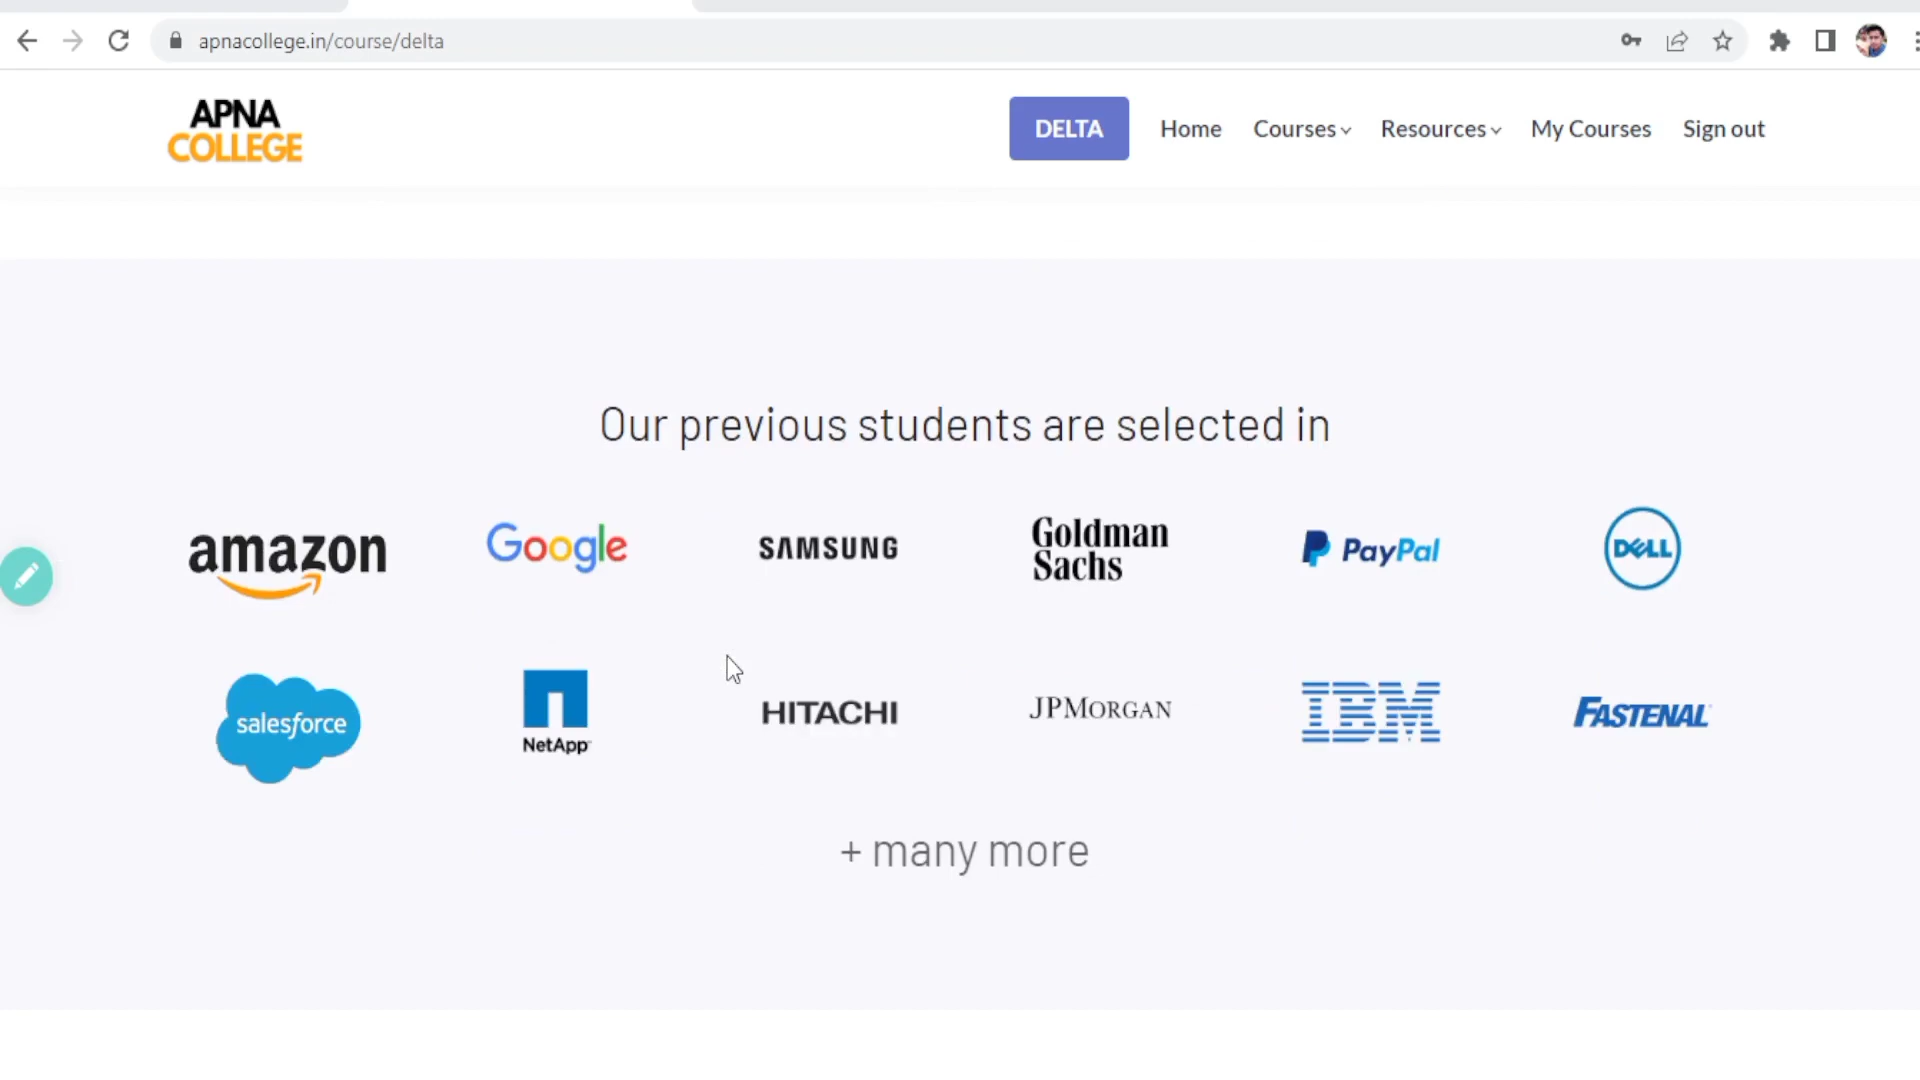 apnacollege.in/course/delta
APNA
COLLEGE
DELTA Home Courses Resources My Courses Sign out
Our previous students are selected in
amazon Google SAMSUNG Goldman Sachs PayPal DELL
salesforce NetApp HITACHI JPMORGAN IBM FASTENAL
+ many more